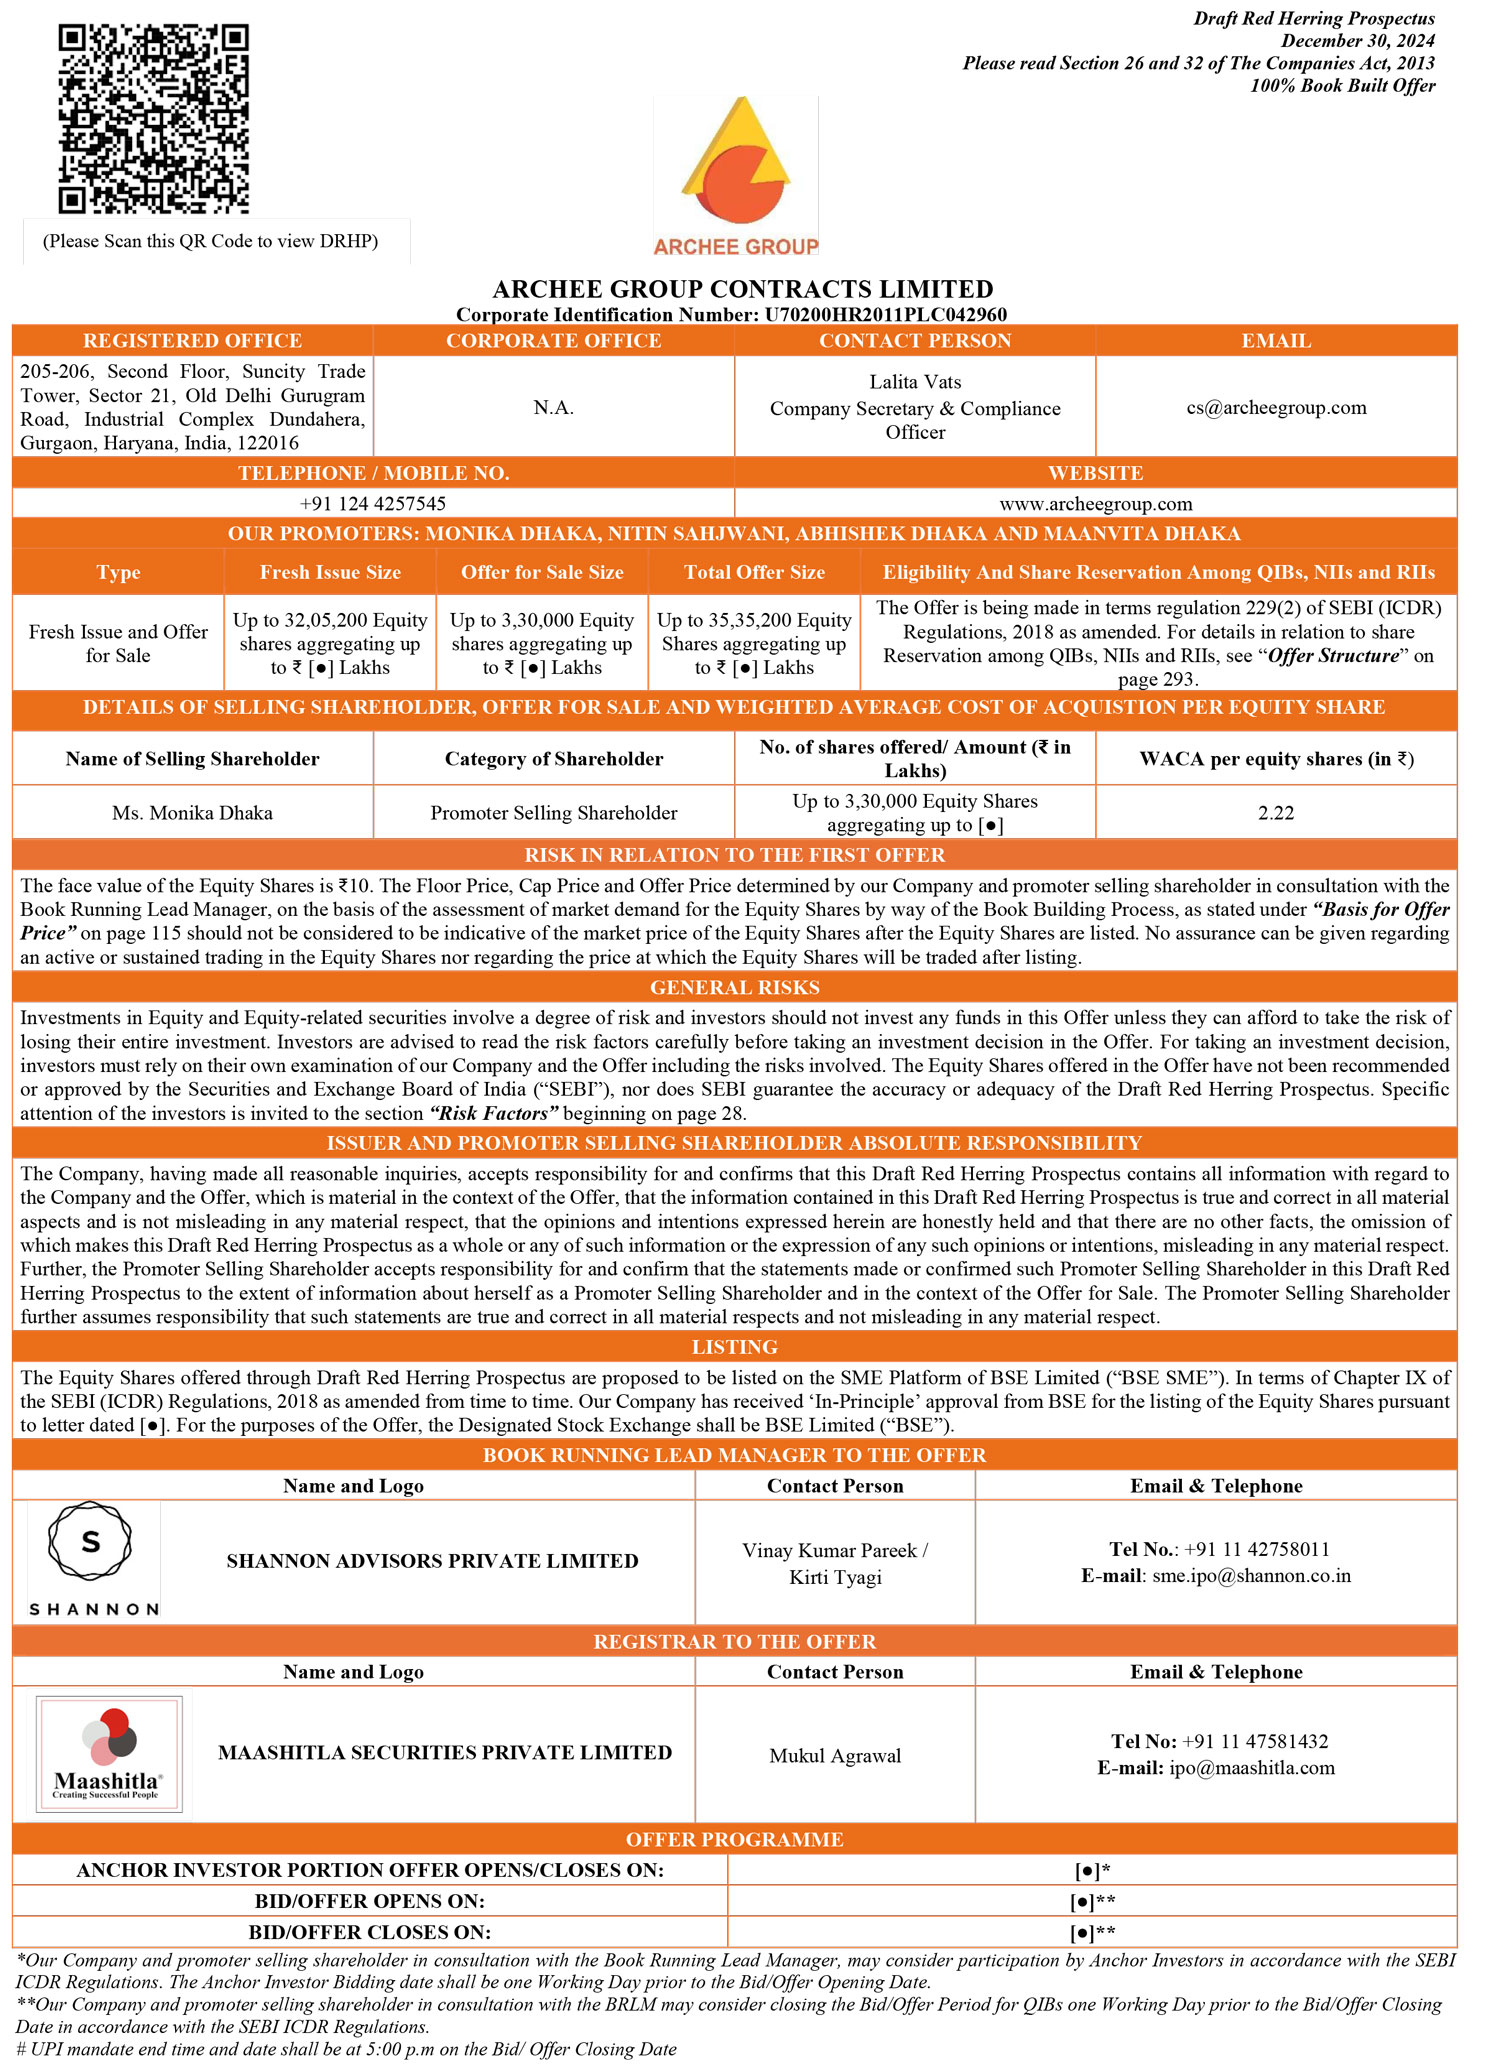 Draft Red Herring Prospectus
December 30, 2024
Please read Section 26 and 32 of The Companies Act, 2013
100% Book Built Offer
(Please Scan this QR Code to view DRHP)
ARCHEE GROUP
ARCHEE GROUP CONTRACTS LIMITED
Corporate Identification Number: U70200HR2011PLC042960
REGISTERED OFFICE CORPORATE OFFICE CONTACT PERSON EMAIL
205-206, Second Floor, Suncity Trade
Tower, Sector 21, Old Delhi Gurugram
Road, Industrial Complex Dundahera,
Gurgaon, Haryana, India, 122016
N.A.
Lalita Vats
Company Secretary & Compliance
Officer
cs@archeegroup.com
TELEPHONE / MOBILE NO. WEBSITE
+91 124 4257545 www.archeegroup.com
OUR PROMOTERS: MONIKA DHAKA, NITIN SAHJWANI, ABHISHEK DHAKA AND MAANVITA DHAKA
Type Fresh Issue Size Offer for Sale Size Total Offer Size Eligibility And Share Reservation Among QIBs, NIIs and RIIs
Fresh Issue and Offer
for Sale
Up to 32,05,200 Equity
shares aggregating up
to ₹ [●] Lakhs
Up to 3,30,000 Equity
shares aggregating up
to ₹ [●] Lakhs
Up to 35,35,200 Equity
Shares aggregating up
to ₹ [●] Lakhs
The Offer is being made in terms regulation 229(2) of SEBI (ICDR)
Regulations, 2018 as amended. For details in relation to share
Reservation among QIBs, NIIs and RIIs, see “Offer Structure” on
page 293.
DETAILS OF SELLING SHAREHOLDER, OFFER FOR SALE AND WEIGHTED AVERAGE COST OF ACQUISTION PER EQUITY SHARE
Name of Selling Shareholder Category of Shareholder
No. of shares offered/ Amount (₹ in
Lakhs)
WACA per equity shares (in ₹)
Ms. Monika Dhaka Promoter Selling Shareholder
Up to 3,30,000 Equity Shares
aggregating up to [●]
2.22
RISK IN RELATION TO THE FIRST OFFER
The face value of the Equity Shares is ₹10. The Floor Price, Cap Price and Offer Price determined by our Company and promoter selling shareholder in consultation with the
Book Running Lead Manager, on the basis of the assessment of market demand for the Equity Shares by way of the Book Building Process, as stated under “Basis for Offer
Price” on page 115 should not be considered to be indicative of the market price of the Equity Shares after the Equity Shares are listed. No assurance can be given regarding
an active or sustained trading in the Equity Shares nor regarding the price at which the Equity Shares will be traded after listing.
GENERAL RISKS
Investments in Equity and Equity-related securities involve a degree of risk and investors should not invest any funds in this Offer unless they can afford to take the risk of
losing their entire investment. Investors are advised to read the risk factors carefully before taking an investment decision in the Offer. For taking an investment decision,
investors must rely on their own examination of our Company and the Offer including the risks involved. The Equity Shares offered in the Offer have not been recommended
or approved by the Securities and Exchange Board of India (“SEBI”), nor does SEBI guarantee the accuracy or adequacy of the Draft Red Herring Prospectus. Specific
attention of the investors is invited to the section “Risk Factors” beginning on page 28.
ISSUER AND PROMOTER SELLING SHAREHOLDER ABSOLUTE RESPONSIBILITY
The Company, having made all reasonable inquiries, accepts responsibility for and confirms that this Draft Red Herring Prospectus contains all information with regard to
the Company and the Offer, which is material in the context of the Offer, that the information contained in this Draft Red Herring Prospectus is true and correct in all material
aspects and is not misleading in any material respect, that the opinions and intentions expressed herein are honestly held and that there are no other facts, the omission of
which makes this Draft Red Herring Prospectus as a whole or any of such information or the expression of any such opinions or intentions, misleading in any material respect.
Further, the Promoter Selling Shareholder accepts responsibility for and confirm that the statements made or confirmed such Promoter Selling Shareholder in this Draft Red
Herring Prospectus to the extent of information about herself as a Promoter Selling Shareholder and in the context of the Offer for Sale. The Promoter Selling Shareholder
further assumes responsibility that such statements are true and correct in all material respects and not misleading in any material respect.
LISTING
The Equity Shares offered through Draft Red Herring Prospectus are proposed to be listed on the SME Platform of BSE Limited (“BSE SME”). In terms of Chapter IX of
the SEBI (ICDR) Regulations, 2018 as amended from time to time. Our Company has received ‘In-Principle’ approval from BSE for the listing of the Equity Shares pursuant
to letter dated [●]. For the purposes of the Offer, the Designated Stock Exchange shall be BSE Limited (“BSE”).
BOOK RUNNING LEAD MANAGER TO THE OFFER
Name and Logo Contact Person Email & Telephone
S
SHANNON
SHANNON ADVISORS PRIVATE LIMITED
Vinay Kumar Pareek /
Kirti Tyagi
Tel No.: +91 11 42758011
E-mail: sme.ipo@shannon.co.in
REGISTRAR TO THE OFFER
Name and Logo Contact Person Email & Telephone
Maashitla®
Creating Successful People
MAASHITLA SECURITIES PRIVATE LIMITED
Mukul Agrawal
Tel No: +91 11 47581432
E-mail: ipo@maashitla.com
OFFER PROGRAMME
ANCHOR INVESTOR PORTION OFFER OPENS/CLOSES ON: [●]*
BID/OFFER OPENS ON: [●]**
BID/OFFER CLOSES ON: [●]**
*Our Company and promoter selling shareholder in consultation with the Book Running Lead Manager, may consider participation by Anchor Investors in accordance with the SEBI
ICDR Regulations. The Anchor Investor Bidding date shall be one Working Day prior to the Bid/Offer Opening Date.
**Our Company and promoter selling shareholder in consultation with the BRLM may consider closing the Bid/Offer Period for QIBs one Working Day prior to the Bid/Offer Closing
Date in accordance with the SEBI ICDR Regulations.
# UPI mandate end time and date shall be at 5:00 p.m on the Bid/ Offer Closing Date